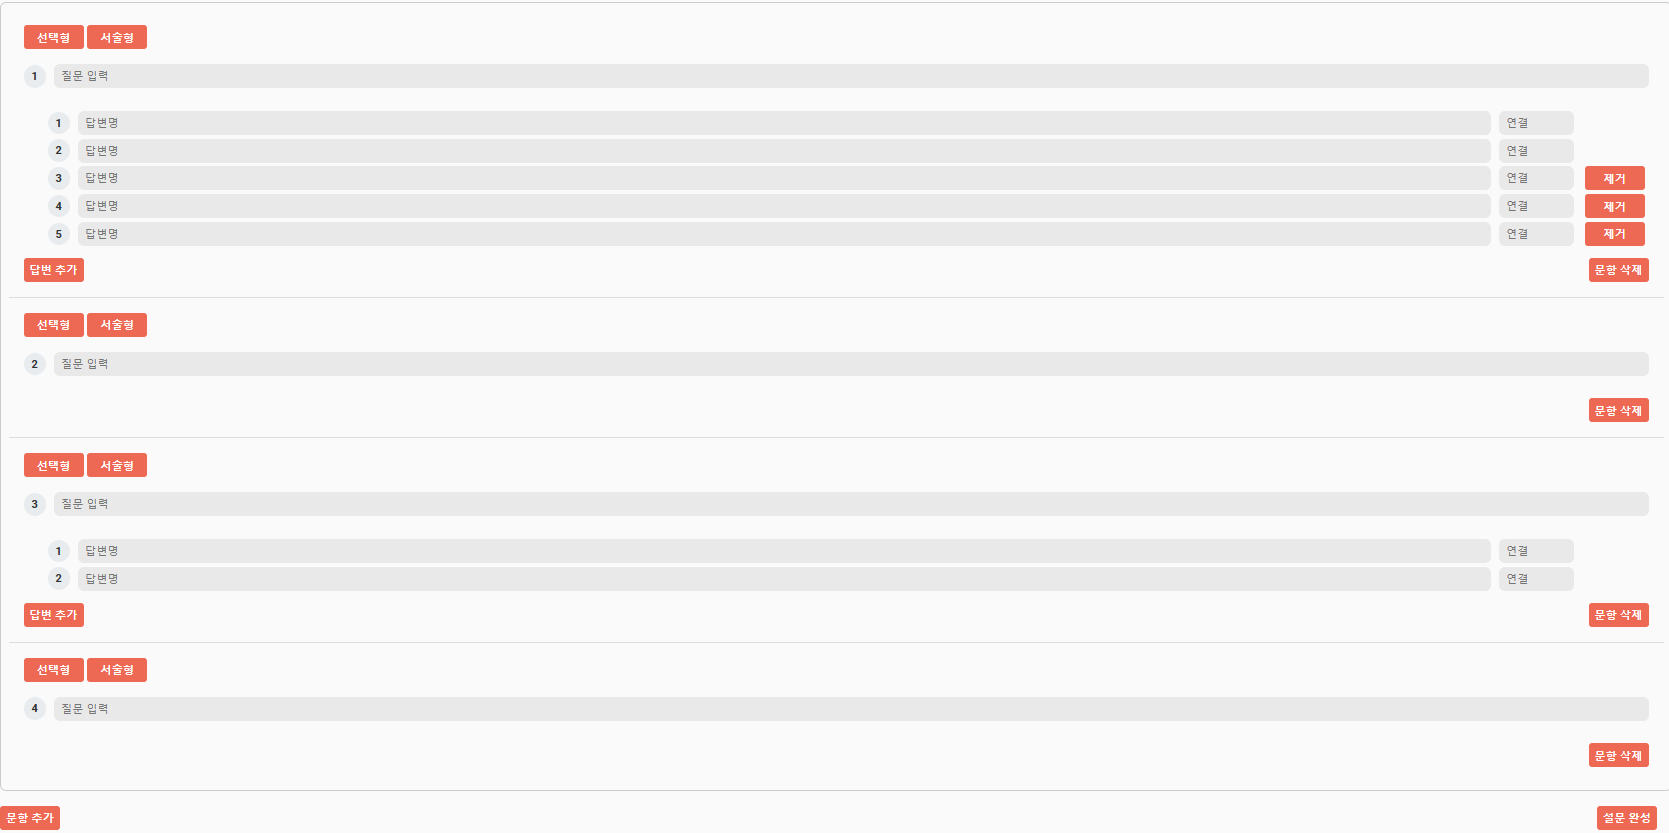 선택형 서술형
1 질문 입력
1 답변명 연결
2 답변명 연결
3 답변명 연결 제거
4 답변명 연결 제거
5 답변명 연결 제거
답변 추가 문항 삭제
선택형 서술형
2 질문 입력
문항 삭제
선택형 서술형
3 질문 입력
1 답변명 연결
2 답변명 연결
답변 추가 문항 삭제
선택형 서술형
4 질문 입력
문항 삭제
문항 추가 설문 완성